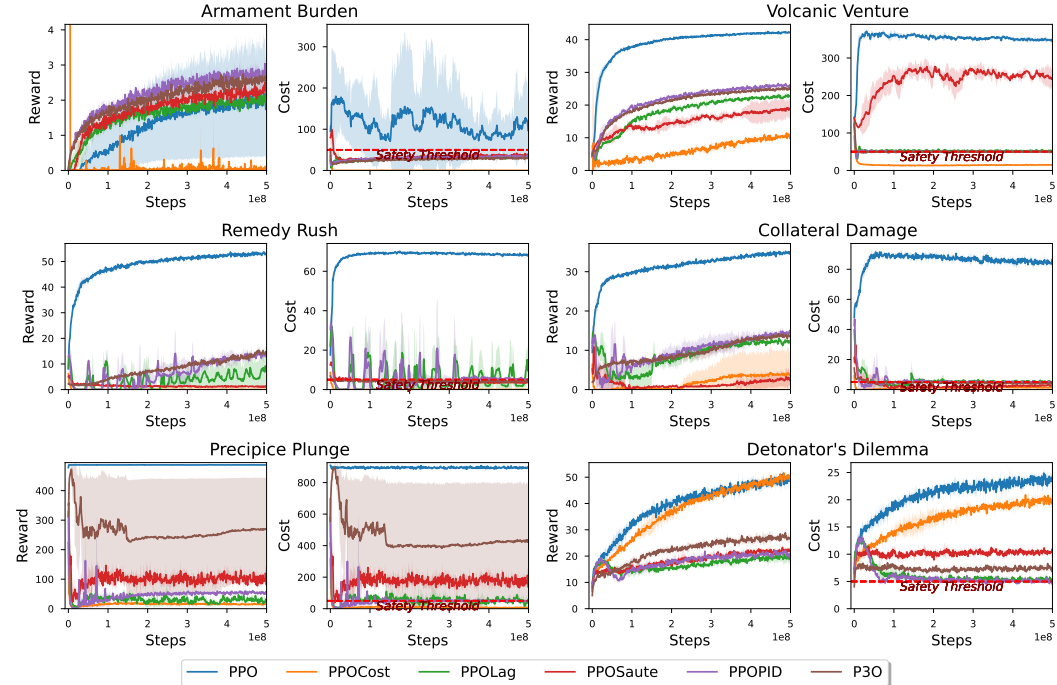 Armament Burden
Volcanic Venture
Reward
4
3
2
1
0
0 1 2 3 4 5
1e8
Steps
Cost
300
200
100
0
Safety Threshold
0 1 2 3 4 5
1e8
Steps
Reward
40
30
20
10
0
0 1 2 3 4 5
1e8
Steps
Cost
300
200
100
0
Safety Threshold
0 1 2 3 4 5
1e8
Steps
Remedy Rush
Collateral Damage
Reward
50
40
30
20
10
0
0 1 2 3 4 5
1e8
Steps
Cost
60
40
20
0
Safety Threshold
0 1 2 3 4 5
1e8
Steps
Reward
30
20
10
0
0 1 2 3 4 5
1e8
Steps
Cost
80
60
40
20
0
Safety Threshold
0 1 2 3 4 5
1e8
Steps
Precipice Plunge
Detonator's Dilemma
Reward
400
300
200
100
0
0 1 2 3 4 5
1e8
Steps
Cost
800
600
400
200
0
Safety Threshold
0 1 2 3 4 5
1e8
Steps
Reward
50
40
30
20
10
0
0 1 2 3 4 5
1e8
Steps
Cost
25
20
15
10
5
0
Safety Threshold
0 1 2 3 4 5
1e8
Steps
PPO PPOCost PPOLag PPOSaute PPOPID P3O